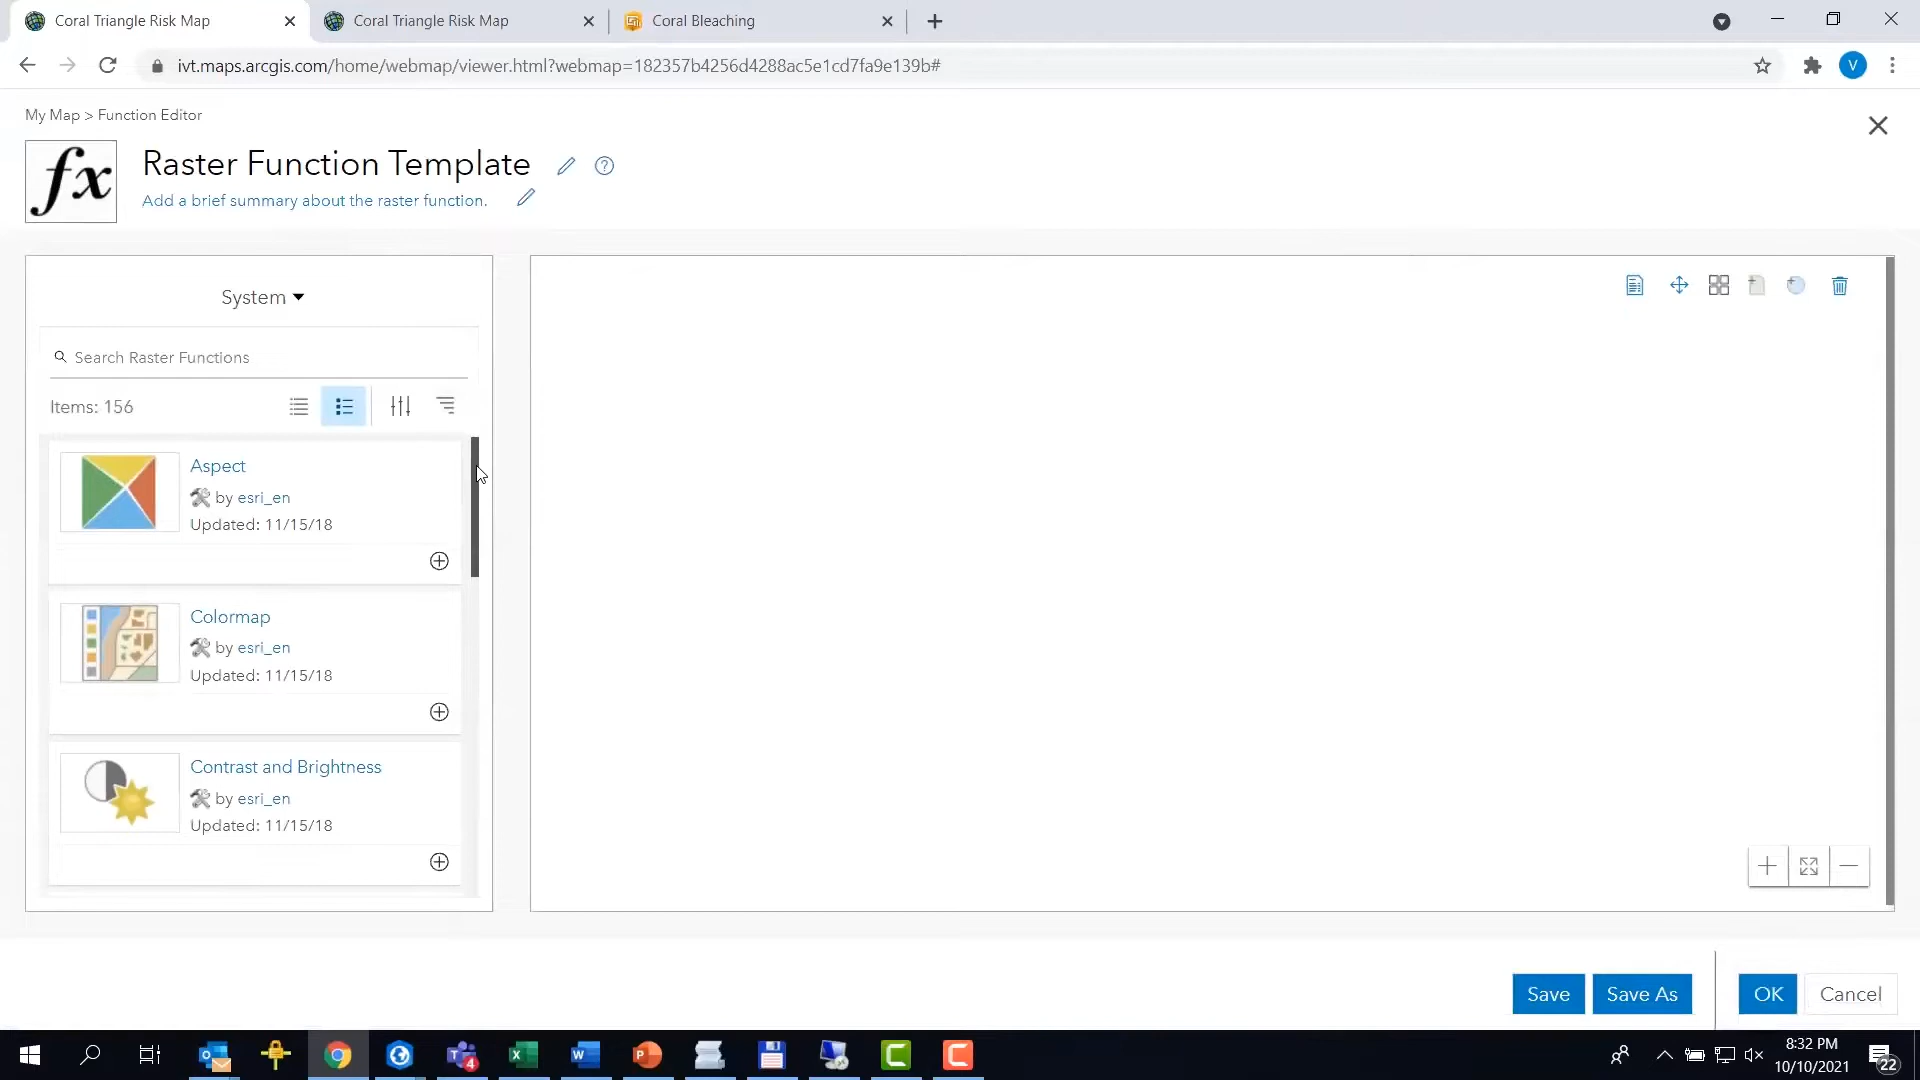 Coral Triangle Risk Map
Coral Triangle Risk Map
Coral Bleaching
ivt.maps.arcgis.com/home/webmap/viewer.html?webmap=182357b4256d4288ac5e1cd7fa9e139b#
V
My Map > Function Editor
fx
Raster Function Template
Add a brief summary about the raster function.
System
Search Raster Functions
Items: 156
Aspect
by esri_en
Updated: 11/15/18
Colormap
by esri_en
Updated: 11/15/18
Contrast and Brightness
by esri_en
Updated: 11/15/18
Save
Save As
OK
Cancel
4
8:32 PM
10/10/2021
22